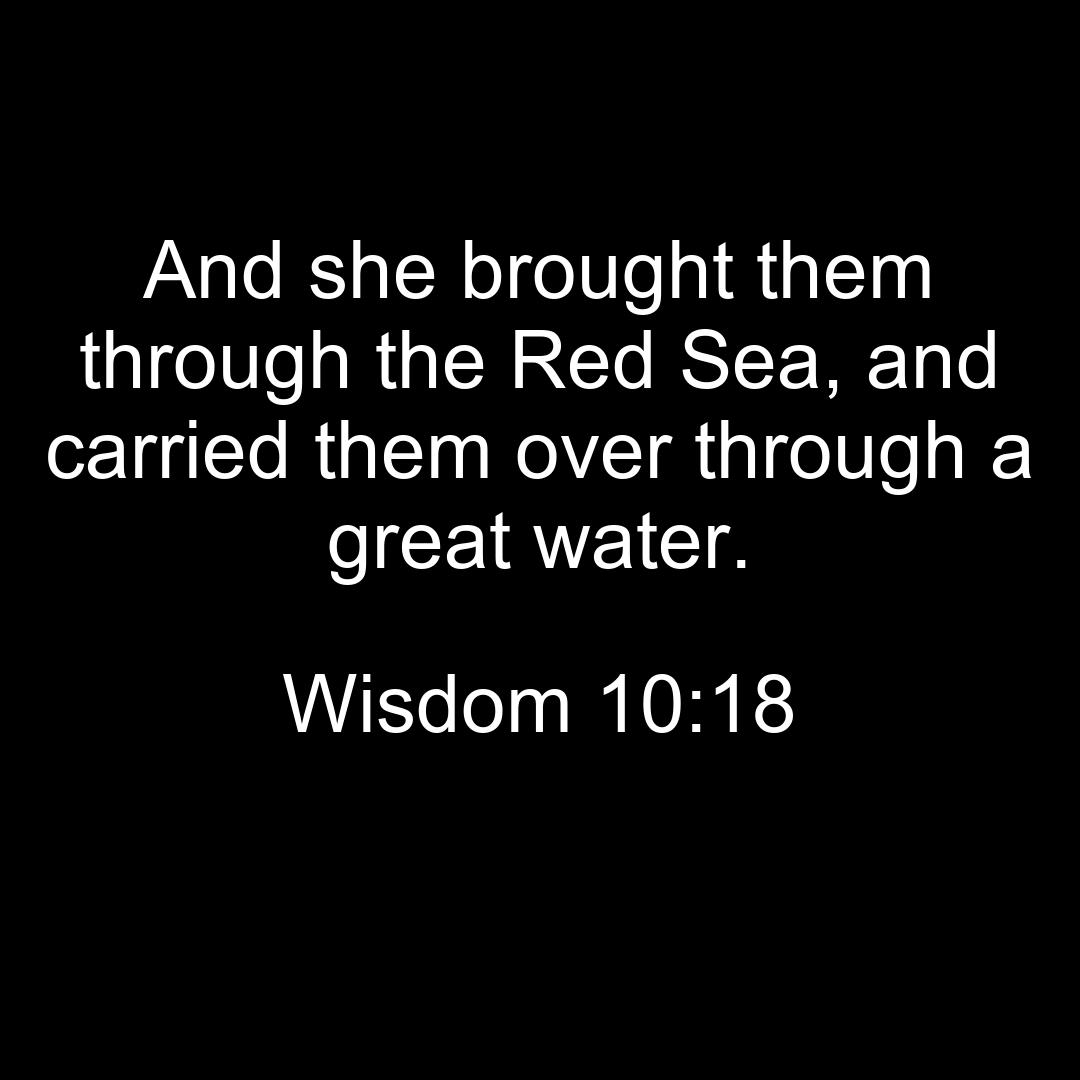 And she brought them
through the Red Sea, and
carried them over through a
great water.
Wisdom 10:18